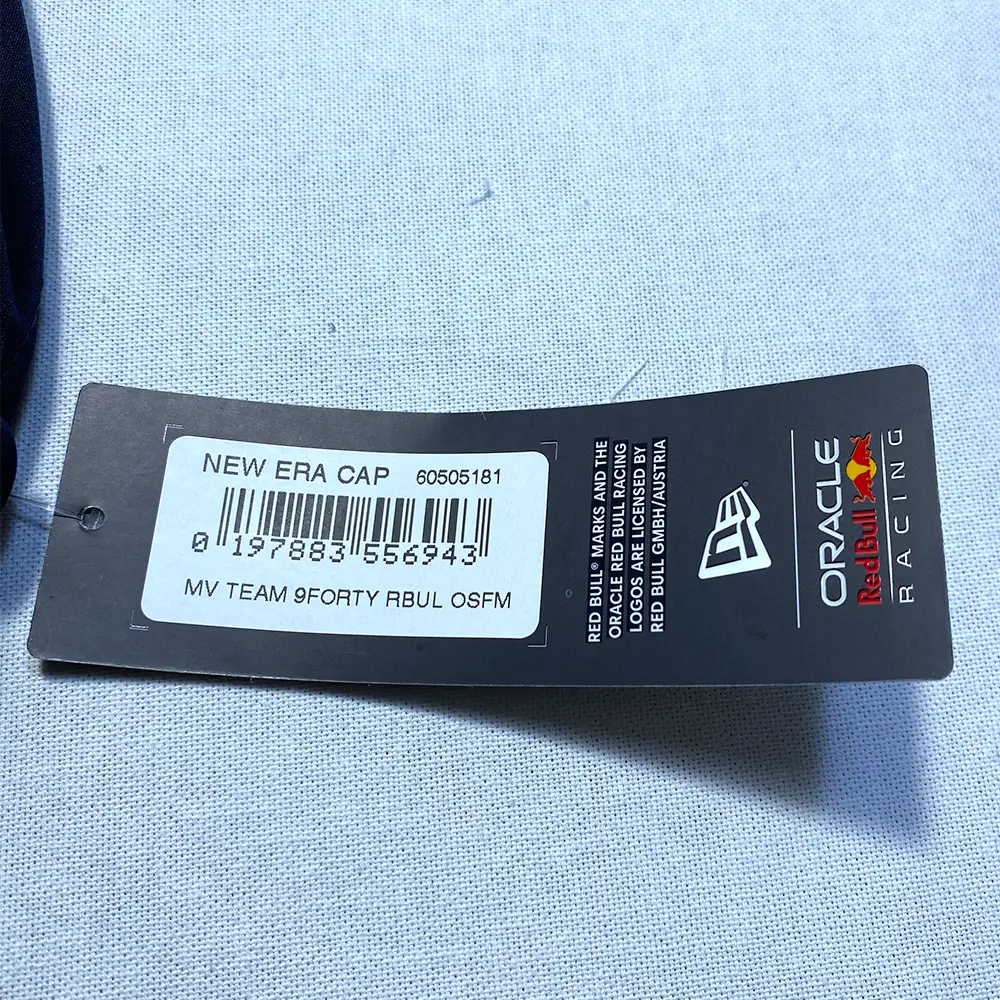 NEW ERA CAP 60505181
0 197883 556943
MV TEAM 9FORTY RBUL OSFM
RED BULL® MARKS AND THE
ORACLE RED BULL RACING
LOGOS ARE LICENSED BY
RED BULL GMBH/AUSTRIA
ORACLE
Red Bull
RACING